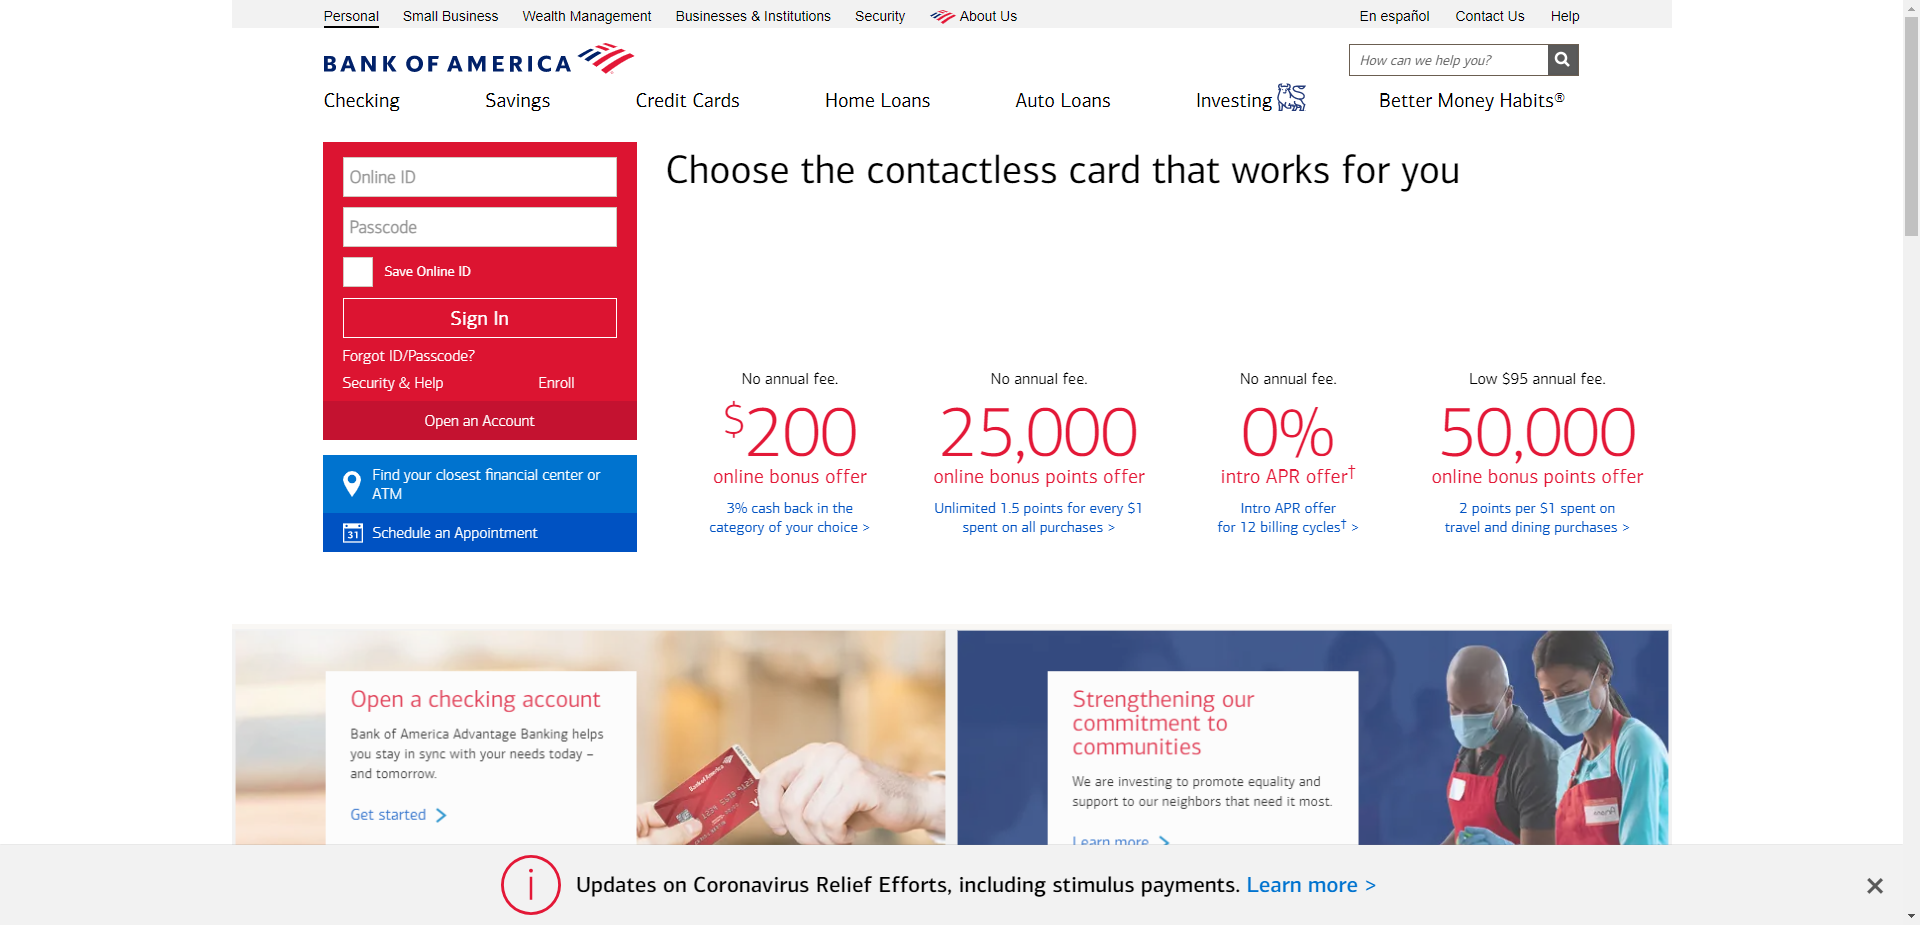 Personal
Small Business
Wealth Management
Businesses & Institutions
Security
About Us
En español
Contact Us
Help
BANK OF AMERICA
How can we help you?
Checking
Savings
Credit Cards
Home Loans
Auto Loans
Investing
Better Money Habits®
Online ID
Passcode
Save Online ID
Sign In
Forgot ID/Passcode?
Security & Help
Enroll
Open an Account
Find your closest financial center or
ATM
31
Schedule an Appointment
Choose the contactless card that works for you
No annual fee.
$200
online bonus offer
3% cash back in the
category of your choice >
No annual fee.
25,000
online bonus points offer
Unlimited 1.5 points for every $1
spent on all purchases >
No annual fee.
0%
intro APR offer†
Intro APR offer
for 12 billing cycles† >
Low $95 annual fee.
50,000
online bonus points offer
2 points per $1 spent on
travel and dining purchases >
Open a checking account
Bank of America Advantage Banking helps
you stay in sync with your needs today –
and tomorrow.
Get started
Bank of America
Strengthening our
commitment to
communities
We are investing to promote equality and
support to our neighbors that need it most.
Learn more
Updates on Coronavirus Relief Efforts, including stimulus payments. Learn more >